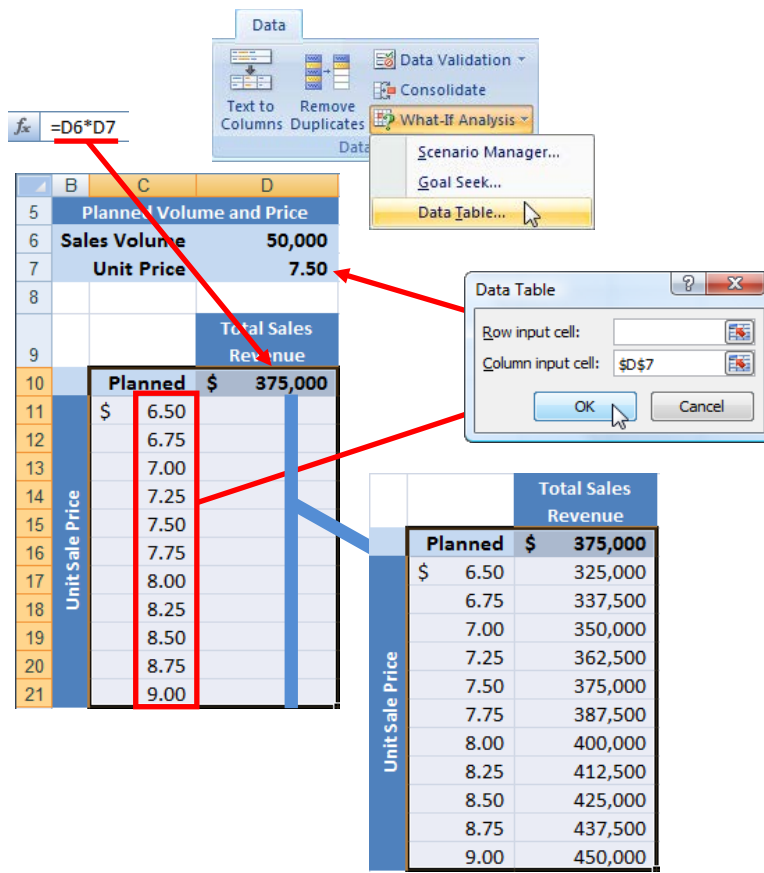 Data
Data Validation
Consolidate
Text to Columns
Remove Duplicates
What-If Analysis
Data
Scenario Manager...
Goal Seek...
Data Table...
fx =D6*D7
B C D
5 Planned Volume and Price
6 Sales Volume 50,000
7 Unit Price 7.50
8
9 Total Sales Revenue
10 Planned $ 375,000
11 $ 6.50
12 6.75
13 7.00
14 7.25
15 7.50
16 7.75
17 8.00
18 8.25
19 8.50
20 8.75
21 9.00
Unit Sale Price
Data Table
? X
Row input cell:
Column input cell: $D$7
OK Cancel
Total Sales
Revenue
Planned $ 375,000
$ 6.50 325,000
6.75 337,500
7.00 350,000
7.25 362,500
7.50 375,000
7.75 387,500
8.00 400,000
8.25 412,500
8.50 425,000
8.75 437,500
9.00 450,000
Unit Sale Price